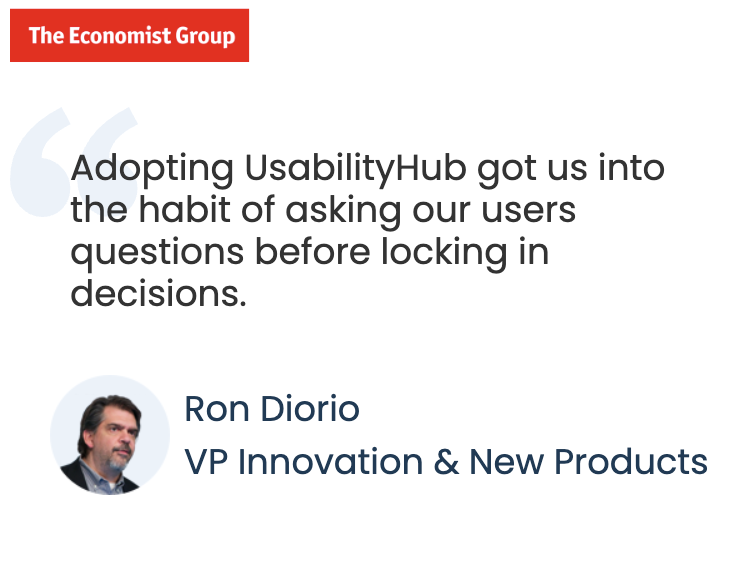 The Economist Group
Adopting UsabilityHub got us into
the habit of asking our users
questions before locking in
decisions.
Ron Diorio
VP Innovation & New Products